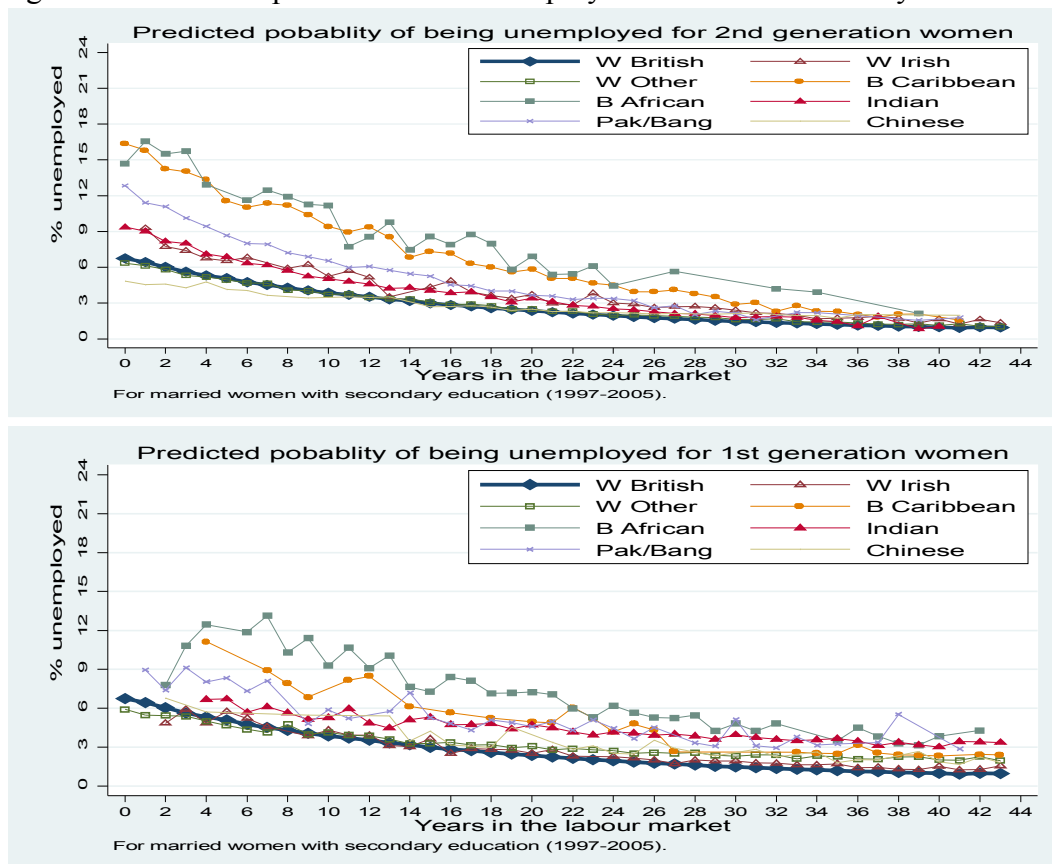 Predicted pobablity of being unemployed for 2nd generation women
24
21
18
15
12
9
6
3
0
% unemployed
W British W Irish
W Other B Caribbean
B African Indian
Pak/Bang Chinese
0 2 4 6 8 10 12 14 16 18 20 22 24 26 28 30 32 34 36 38 40 42 44
Years in the labour market
For married women with secondary education (1997-2005).
Predicted pobablity of being unemployed for 1st generation women
24
21
18
15
12
9
6
3
0
% unemployed
W British W Irish
W Other B Caribbean
B African Indian
Pak/Bang Chinese
0 2 4 6 8 10 12 14 16 18 20 22 24 26 28 30 32 34 36 38 40 42 44
Years in the labour market
For married women with secondary education (1997-2005).